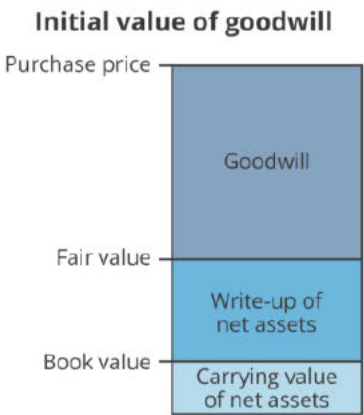 Initial value of goodwill
Purchase price
Goodwill
Fair value
Write-up of
net assets
Book value
Carrying value
of net assets